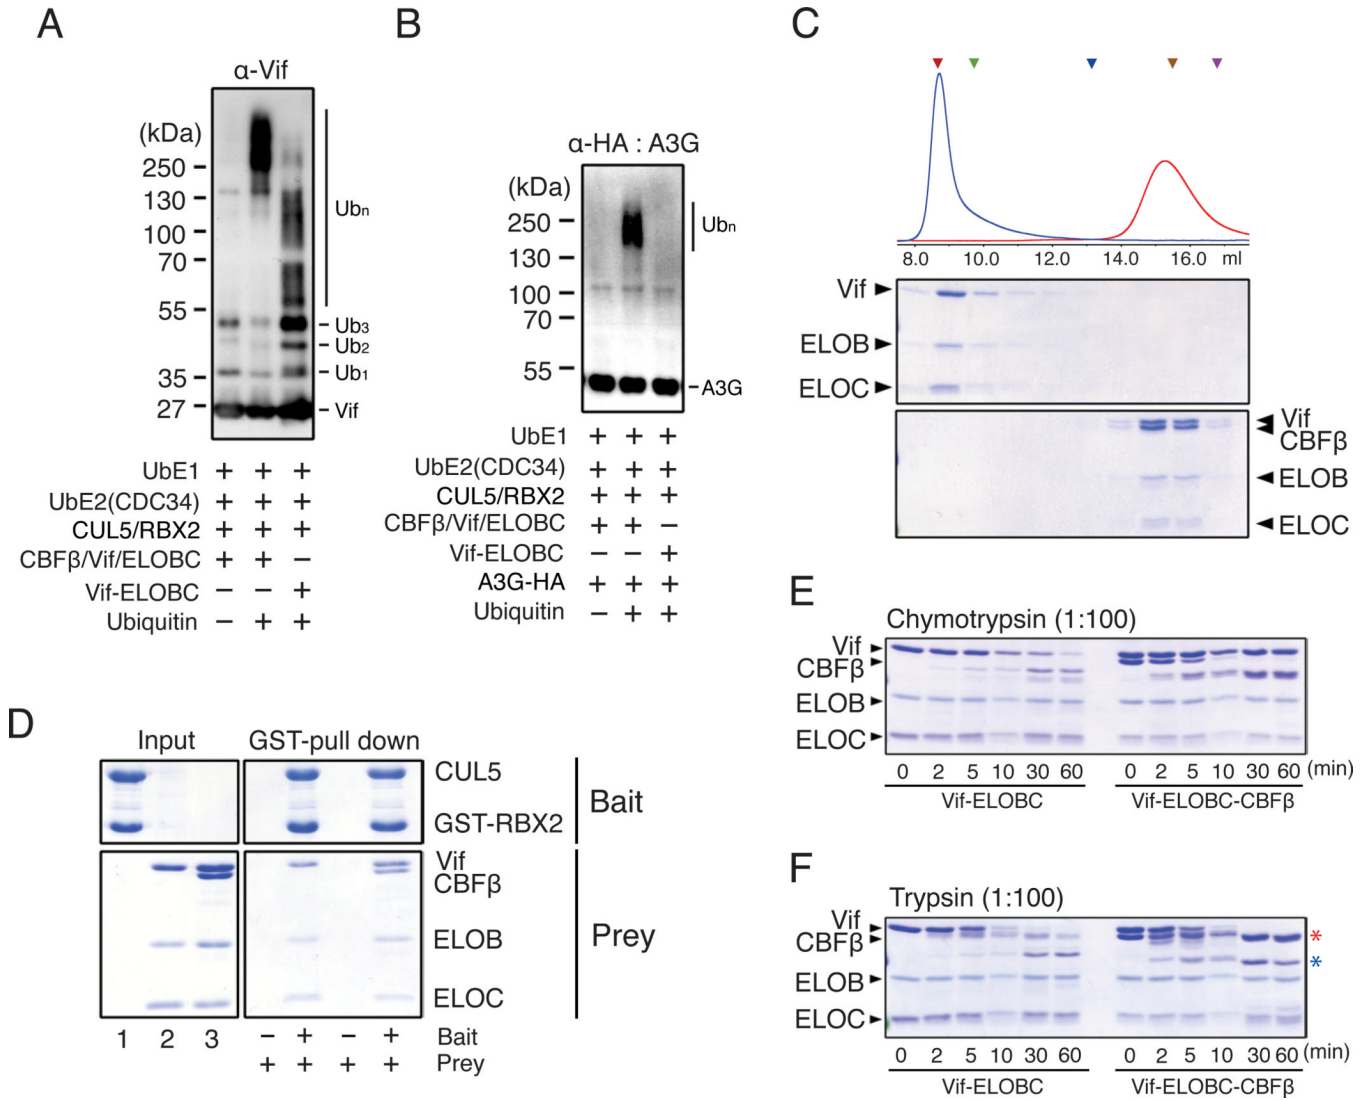 A
α-Vif
(kDa)
250
130
100
70
55
35
27
Ubn
Ub3
Ub2
Ub1
Vif
UbE1 + + +
UbE2(CDC34) + + +
CUL5/RBX2 + + +
CBFβ/Vif/ELOBC + + −
Vif-ELOBC − − +
Ubiquitin − + +
B
α-HA : A3G
(kDa)
250
130
100
70
55
Ubn
A3G
UbE1 + + +
UbE2(CDC34) + + +
CUL5/RBX2 + + +
CBFβ/Vif/ELOBC + + −
Vif-ELOBC − − +
A3G-HA + + +
Ubiquitin − + +
C
8.0 10.0 12.0 14.0 16.0 ml
Vif
ELOB
ELOC
Vif
CBFβ
ELOB
ELOC
D
Input GST-pull down
CUL5
GST-RBX2
Bait
Vif
CBFβ
ELOB
ELOC
Prey
1 2 3
− + − + Bait
+ + + + Prey
E
Chymotrypsin (1:100)
Vif
CBFβ
ELOB
ELOC
0 2 5 10 30 60 0 2 5 10 30 60 (min)
Vif-ELOBC Vif-ELOBC-CBFβ
F
Trypsin (1:100)
Vif
CBFβ
*
*
ELOB
ELOC
0 2 5 10 30 60 0 2 5 10 30 60 (min)
Vif-ELOBC Vif-ELOBC-CBFβ